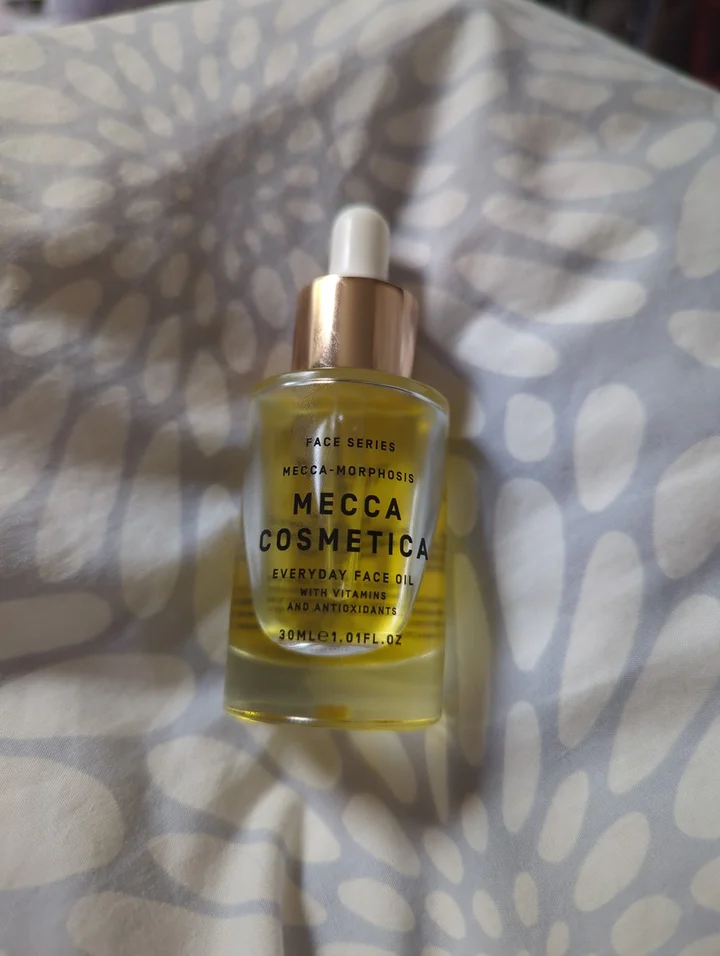 FACE SERIES
MECCA-MORPHOSIS
MECCA
COSMETICA
EVERYDAY FACE OIL
WITH VITAMINS
AND ANTIOXIDANTS
30ML℮1.01FL.OZ